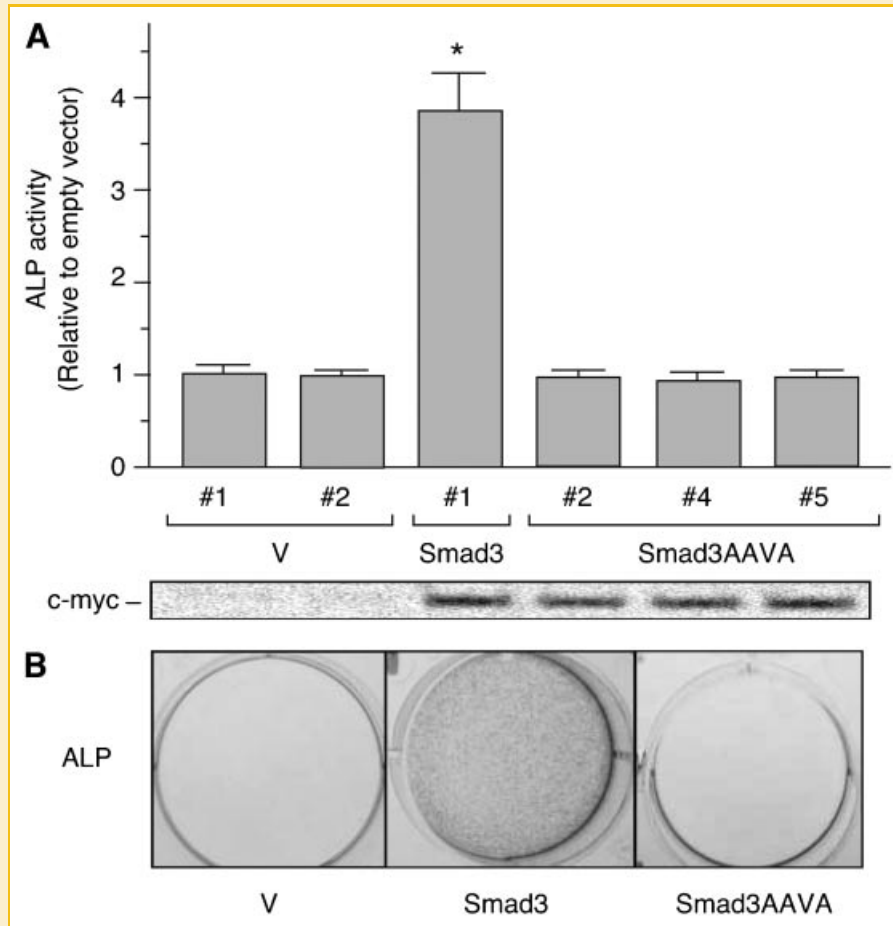 A
*
ALP activity
(Relative to empty vector)
4
3
2
1
0
#1 #2 #1 #2 #4 #5
V Smad3 Smad3AAVA
c-myc –
B
ALP
V Smad3 Smad3AAVA